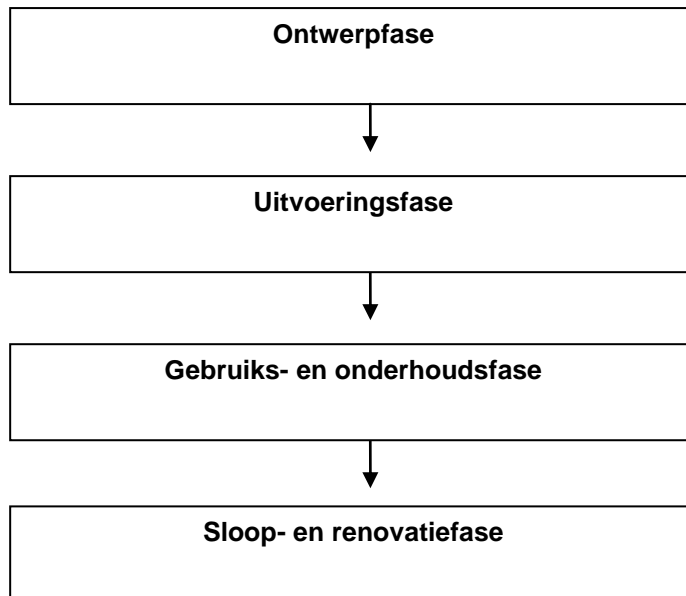 Ontwerpfase
Uitvoeringsfase
Gebruiks- en onderhoudsfase
Sloop- en renovatiefase